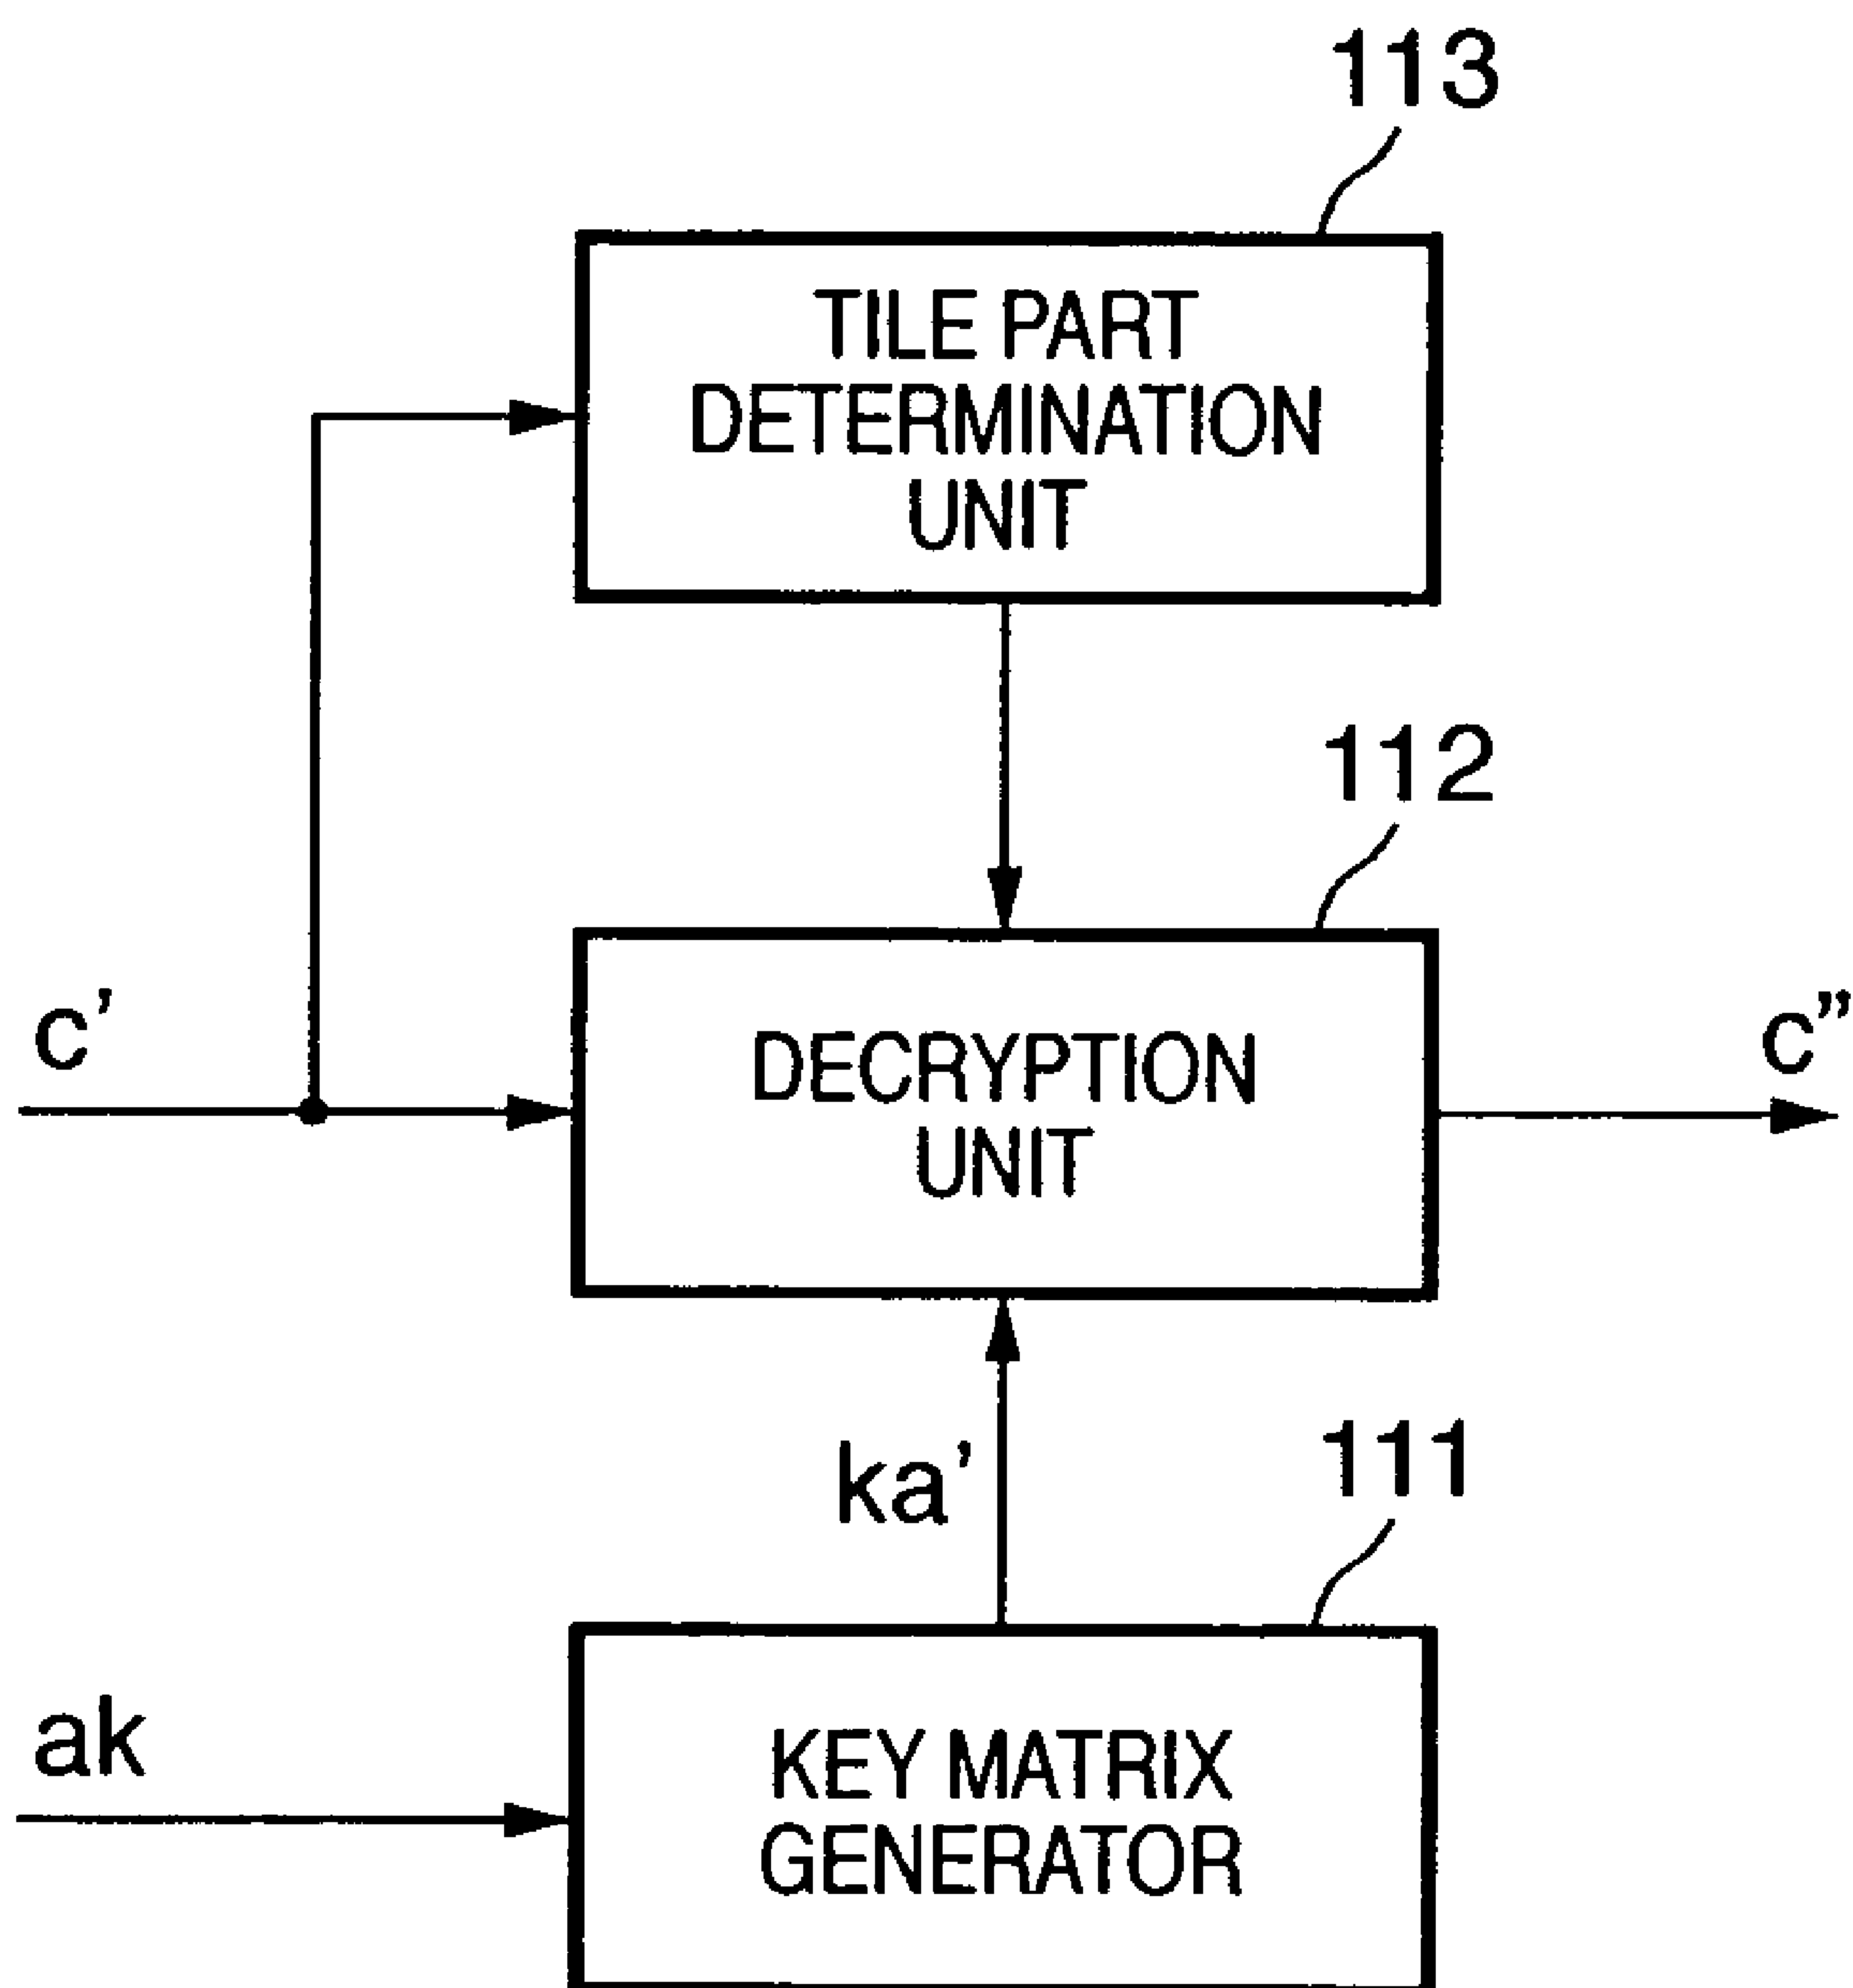 113
TILE PART
DETERMINATION
UNIT
112
c’
DECRYPTION
UNIT
c”
ka’
111
ak
KEY MATRIX
GENERATOR